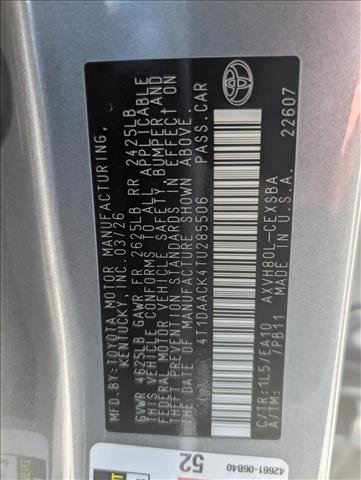 MFD.BY:TOYOTA MOTOR MANUFACTURING,
KENTUCKY, INC. 03/26
GVWR 4625LB GAWR FR 2625LB RR 2425LB
THIS VEHICLE CONFORMS TO ALL APPLICABLE
FEDERAL MOTOR VEHICLE SAFETY, BUMPER, AND
THEFT PREVENTION STANDARDS IN EFFECT ON
THE DATE OF MANUFACTURE SHOWN ABOVE.
4T1DAACK4TU285506 PASS.CAR
C/TR:1L5/EA10 AXVH80L-CEXSBA
A/TM: /PB11 MADE IN U.S.A. 22607
52
42661-06B40